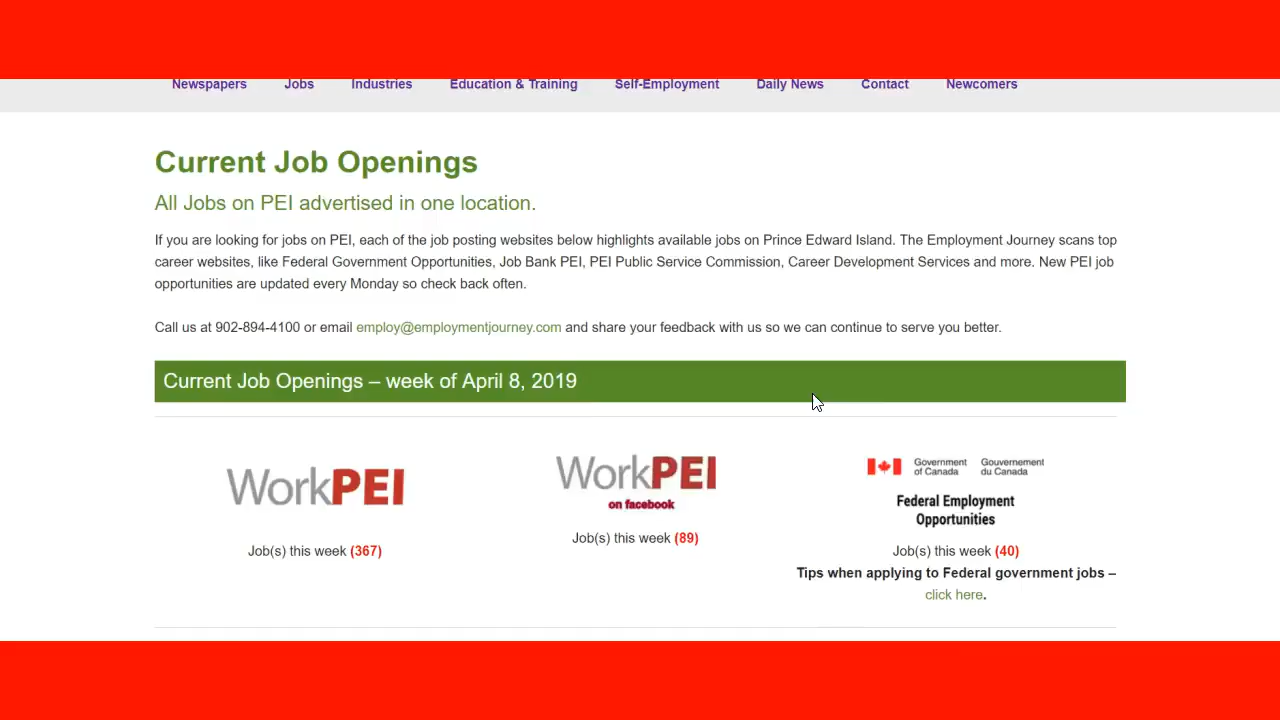 Newspapers Jobs Industries Education & Training Self-Employment Daily News Contact Newcomers
Current Job Openings
All Jobs on PEI advertised in one location.
If you are looking for jobs on PEI, each of the job posting websites below highlights available jobs on Prince Edward Island. The Employment Journey scans top
career websites, like Federal Government Opportunities, Job Bank PEI, PEI Public Service Commission, Career Development Services and more. New PEI job
opportunities are updated every Monday so check back often.
Call us at 902-894-4100 or email employ@employmentjourney.com and share your feedback with us so we can continue to serve you better.
Current Job Openings – week of April 8, 2019
WorkPEI
Job(s) this week (367)
WorkPEI
on facebook
Job(s) this week (89)
Government Gouvernement
of Canada du Canada
Federal Employment
Opportunities
Job(s) this week (40)
Tips when applying to Federal government jobs –
click here.